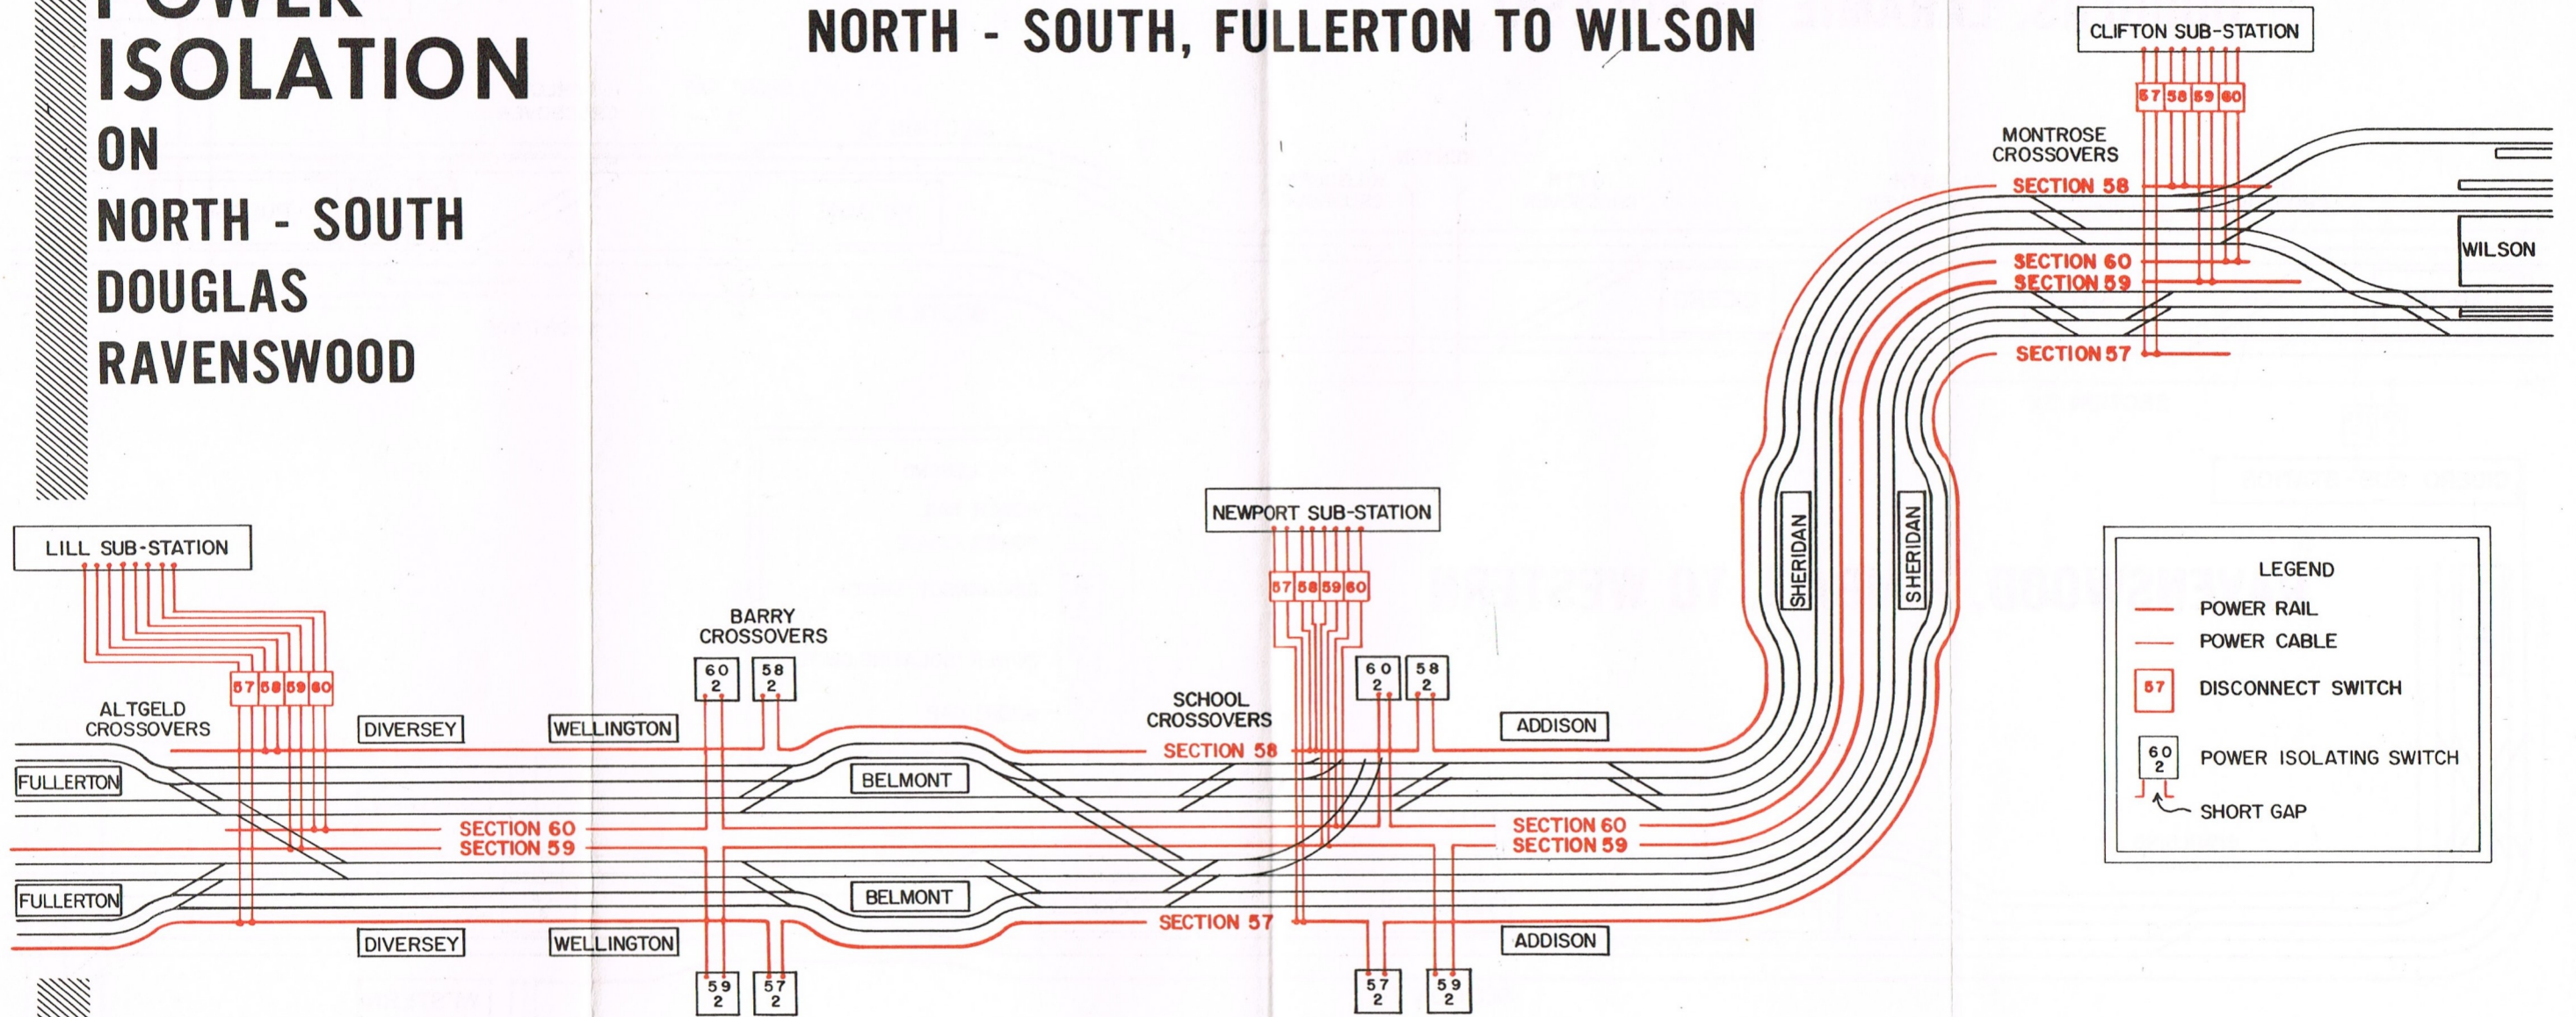 POWER
ISOLATION
ON
NORTH - SOUTH
DOUGLAS
RAVENSWOOD
NORTH - SOUTH, FULLERTON TO WILSON
CLIFTON SUB-STATION
57 58 59 60
MONTROSE
CROSSOVERS
SECTION 58
SECTION 60
SECTION 59
SECTION 57
WILSON
SHERIDAN
SHERIDAN
LILL SUB-STATION
57 58 59 60
ALTGELD
CROSSOVERS
DIVERSEY
WELLINGTON
BARRY
CROSSOVERS
60
2
58
2
NEWPORT SUB-STATION
57 58 59 60
60
2
58
2
SCHOOL
CROSSOVERS
SECTION 58
ADDISON
FULLERTON
BELMONT
SECTION 60
SECTION 59
SECTION 60
SECTION 59
FULLERTON
BELMONT
SECTION 57
DIVERSEY
WELLINGTON
ADDISON
59
2
57
2
57
2
59
2
LEGEND
POWER RAIL
POWER CABLE
57 DISCONNECT SWITCH
60
2
POWER ISOLATING SWITCH
SHORT GAP